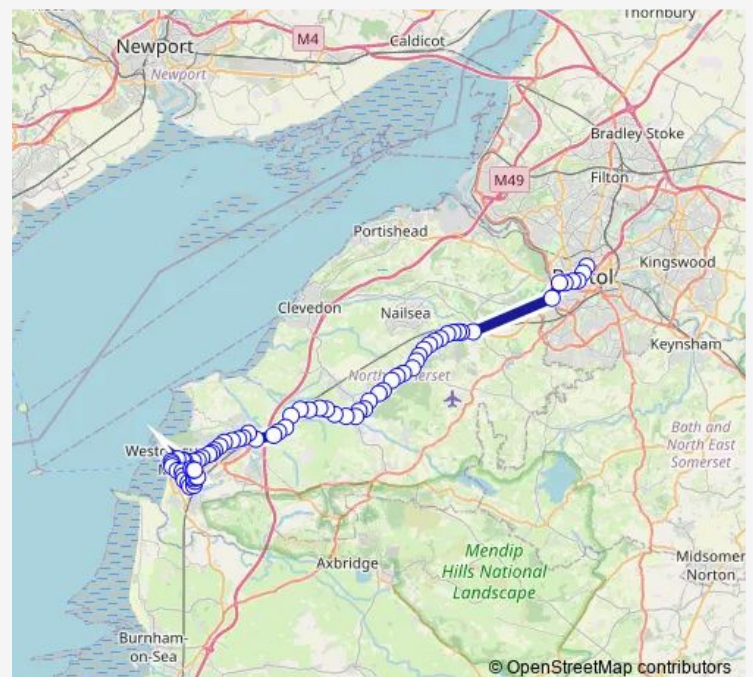 Thornbury
Newport
M4
Caldicot
Newport
Bradley Stoke
M49
Filton
Portishead
Kingswood
Clevedon
Nailsea
Keynsham
North
Bath and
North East
Somerset
Axbridge
Mendip
Hills National
Landscape
Midsomer
Norton
Burnham-
on-Sea
© OpenStreetMap contributors